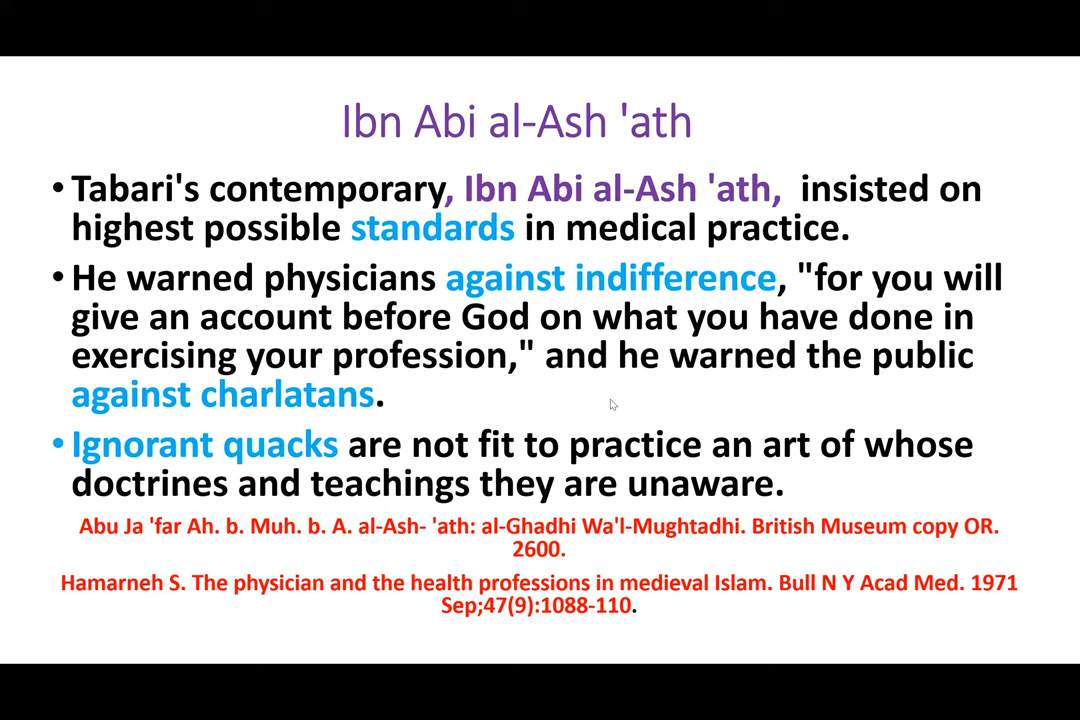 Ibn Abi al-Ash 'ath
• Tabari's contemporary, Ibn Abi al-Ash 'ath, insisted on
highest possible standards in medical practice.
• He warned physicians against indifference, "for you will
give an account before God on what you have done in
exercising your profession," and he warned the public
against charlatans.
• Ignorant quacks are not fit to practice an art of whose
doctrines and teachings they are unaware.
Abu Ja 'far Ah. b. Muh. b. A. al-Ash- 'ath: al-Ghadhi Wa'l-Mughtadhi. British Museum copy OR.
2600.
Hamarneh S. The physician and the health professions in medieval Islam. Bull N Y Acad Med. 1971
Sep;47(9):1088-110.